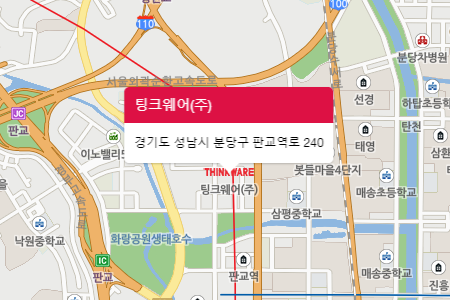 110
분당차병원
서울외곽순환고속도로
선경
하탑초등학교
JC
판교
팅크웨어(주)
경기도 성남시 분당구 판교역로 240
이노밸리
탄천
태영
THINKWARE
팅크웨어(주)
봇들마을4단지
매송초등학교
삼평중학교
화랑공원생태호수
낙원중학교
IC
판교
판교역
매송중학교